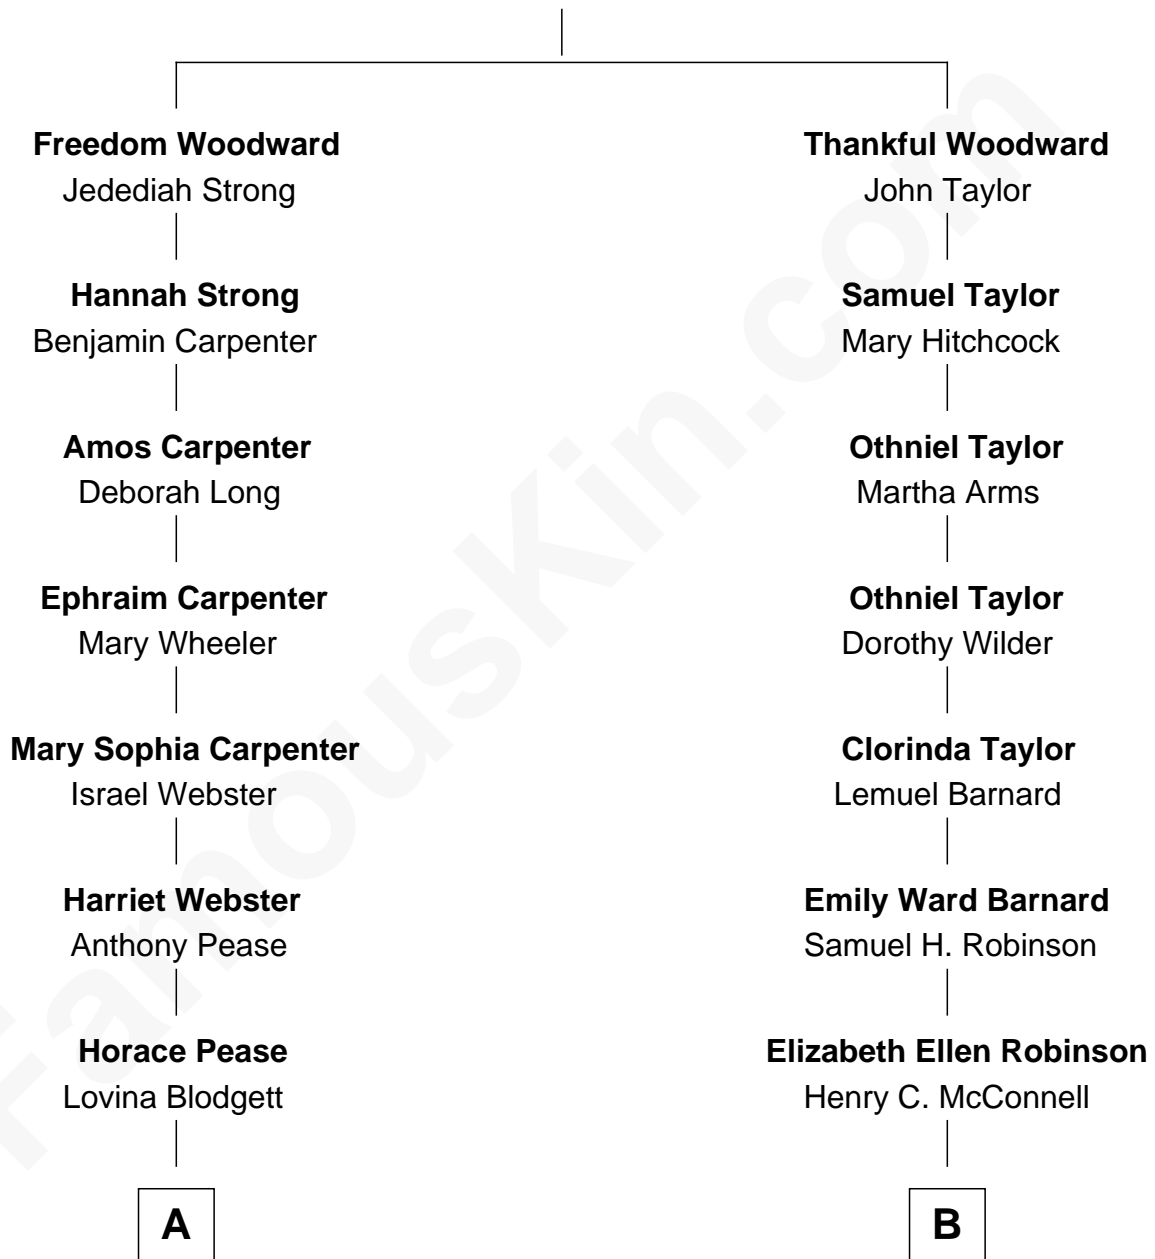 Freedom Woodward
Jedediah Strong
Hannah Strong
Benjamin Carpenter
Amos Carpenter
Deborah Long
Ephraim Carpenter
Mary Wheeler
Mary Sophia Carpenter
Israel Webster
Harriet Webster
Anthony Pease
Horace Pease
Lovina Blodgett
A
Thankful Woodward
John Taylor
Samuel Taylor
Mary Hitchcock
Othniel Taylor
Martha Arms
Othniel Taylor
Dorothy Wilder
Clorinda Taylor
Lemuel Barnard
Emily Ward Barnard
Samuel H. Robinson
Elizabeth Ellen Robinson
Henry C. McConnell
B
FamousKin.com